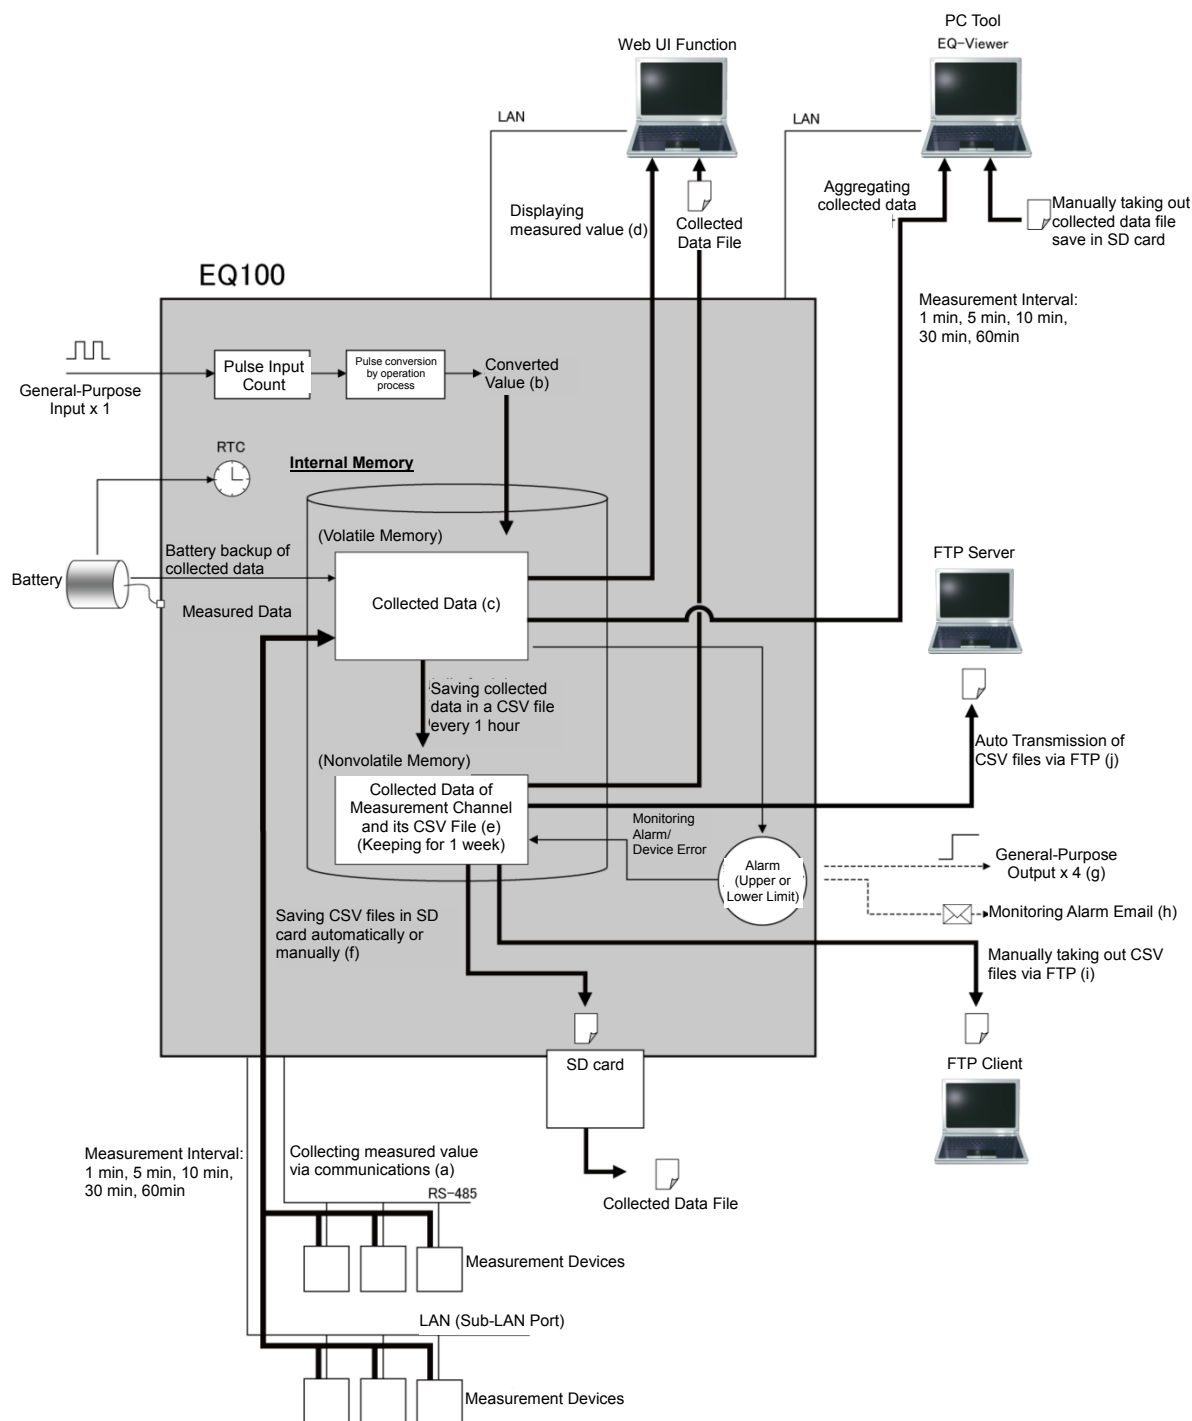 PC Tool
EQ-Viewer
Web UI Function
LAN
LAN
Aggregating
collected data
Manually taking out
collected data file
save in SD card
Displaying
measured value (d)
Collected
Data File
EQ100
Measurement Interval:
1 min, 5 min, 10 min,
30 min, 60min
General-Purpose
Input x 1
Pulse Input
Count
Pulse conversion
by operation
process
Converted
Value (b)
RTC
Internal Memory
(Volatile Memory)
Battery
Battery backup of
collected data
Measured Data
Collected Data (c)
FTP Server
Saving collected
data in a CSV file
every 1 hour
(Nonvolatile Memory)
Collected Data of
Measurement Channel
and its CSV File (e)
(Keeping for 1 week)
Auto Transmission of
CSV files via FTP (j)
Monitoring
Alarm/
Device Error
Alarm
(Upper or
Lower Limit)
General-Purpose
Output x 4 (g)
Monitoring Alarm Email (h)
Saving CSV files in SD
card automatically or
manually (f)
Manually taking out CSV
files via FTP (i)
SD card
FTP Client
Measurement Interval:
1 min, 5 min, 10 min,
30 min, 60min
Collecting measured value
via communications (a)
RS-485
Collected Data File
Measurement Devices
LAN (Sub-LAN Port)
Measurement Devices